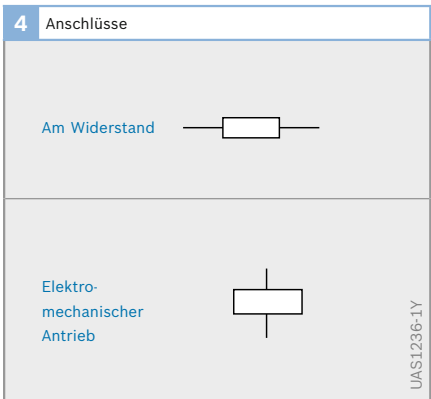 4 Anschlüsse
Am Widerstand
Elektro-
mechanischer
Antrieb
UAS1236-1Y